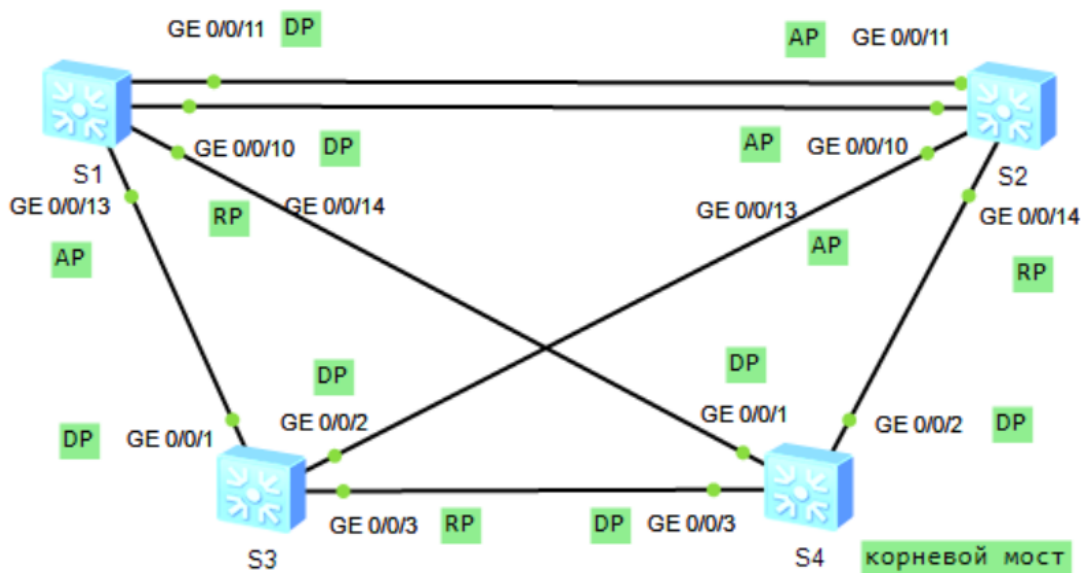 GE 0/0/11 DP
AP GE 0/0/11
GE 0/0/10 DP
AP GE 0/0/10
S1
S2
GE 0/0/13
RP GE 0/0/14
GE 0/0/13
GE 0/0/14
AP
AP
RP
DP
DP
GE 0/0/2
GE 0/0/1
DP GE 0/0/1
GE 0/0/2 DP
GE 0/0/3 RP
DP GE 0/0/3
S3
S4
корневой мост